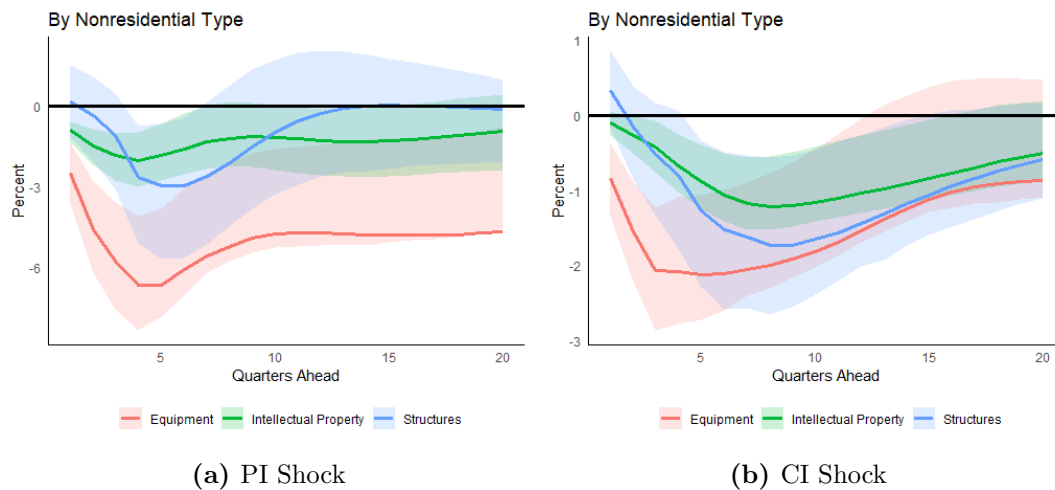 By Nonresidential Type
Percent
0
-3
-6
5
10
15
20
Quarters Ahead
Equipment Intellectual Property Structures
(a) PI Shock
By Nonresidential Type
Percent
1
0
-1
-2
-3
5
10
15
20
Quarters Ahead
Equipment Intellectual Property Structures
(b) CI Shock